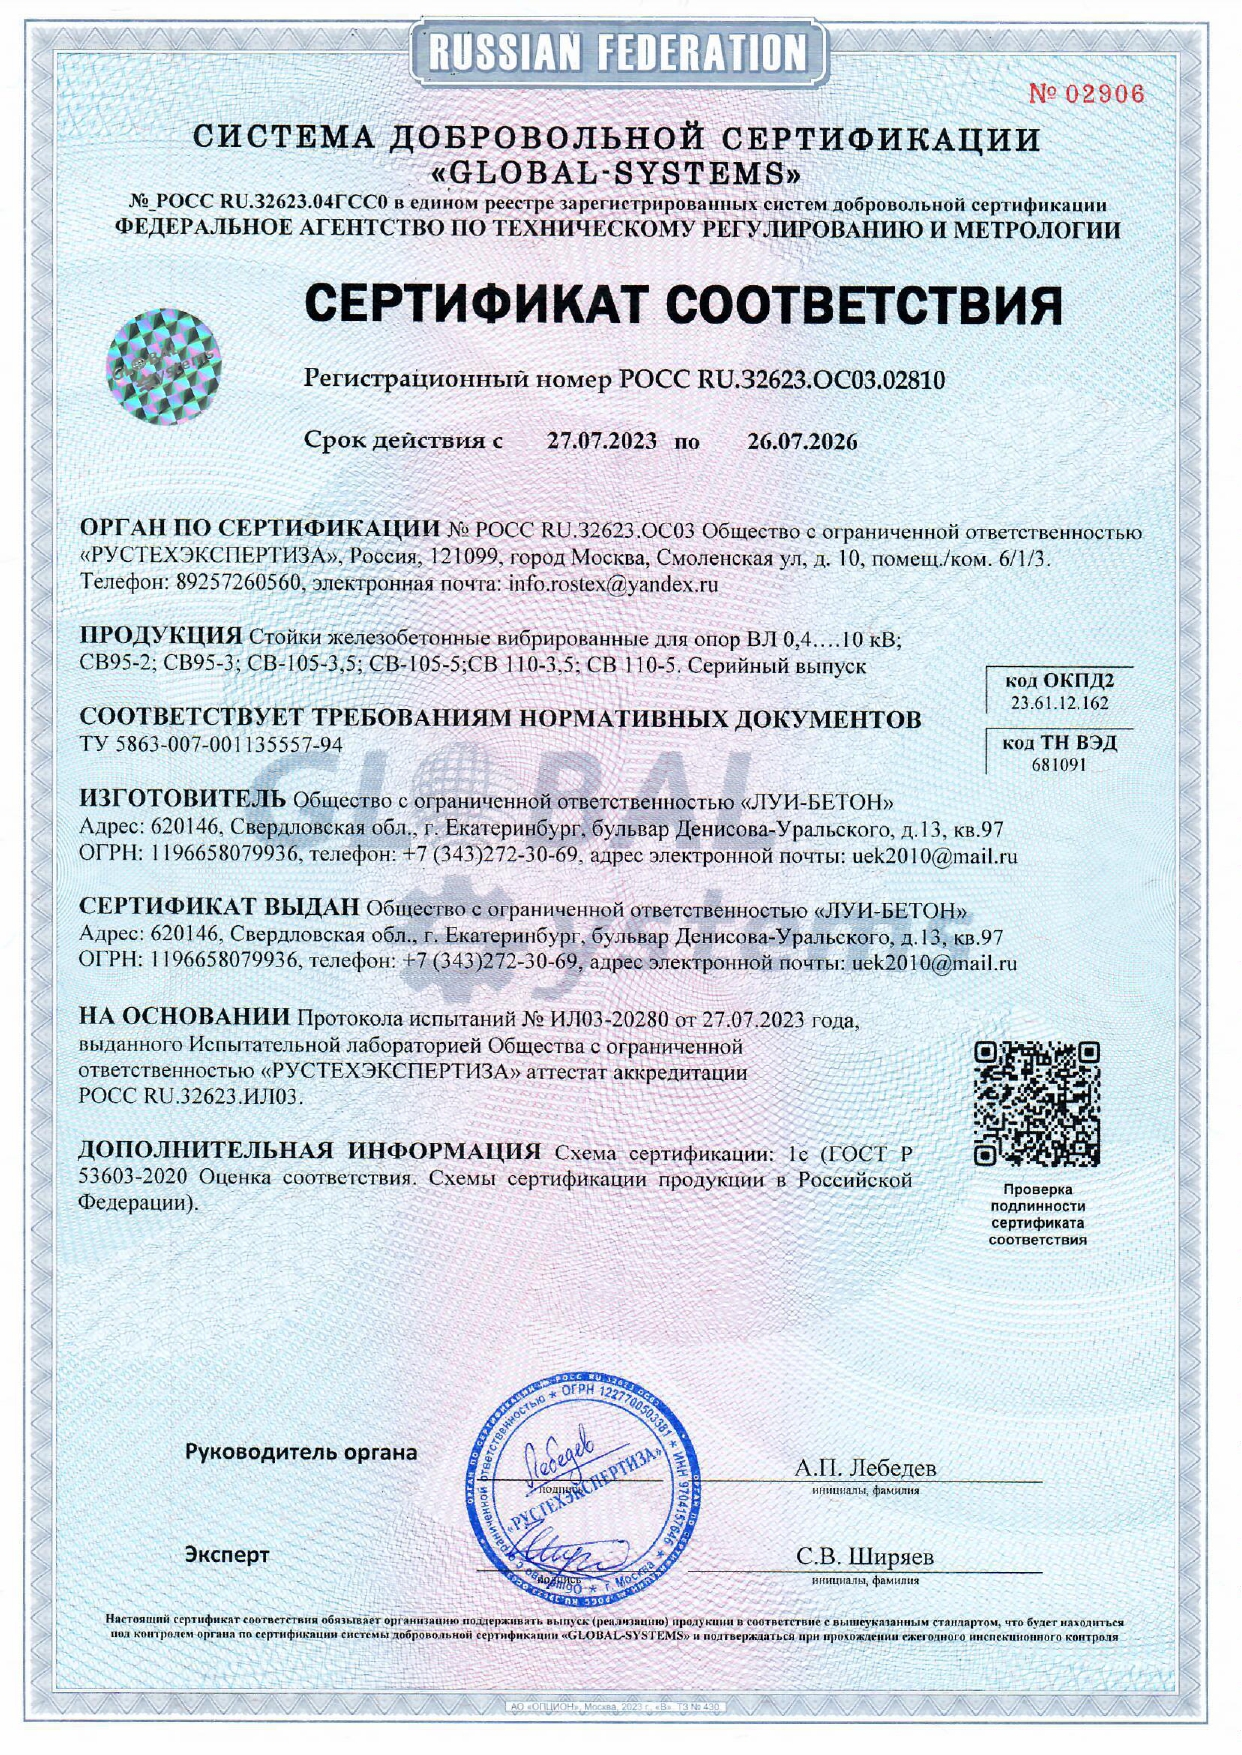 RUSSIAN FEDERATION
№ 02906
СИСТЕМА ДОБРОВОЛЬНОЙ СЕРТИФИКАЦИИ
«GLOBAL-SYSTEMS»
№ РОСС RU.32623.04ГСС0 в едином реестре зарегистрированных систем добровольной сертификации
ФЕДЕРАЛЬНОЕ АГЕНТСТВО ПО ТЕХНИЧЕСКОМУ РЕГУЛИРОВАНИЮ И МЕТРОЛОГИИ
СЕРТИФИКАТ СООТВЕТСТВИЯ
Регистрационный номер РОСС RU.32623.ОС03.02810
Срок действия с 27.07.2023 по 26.07.2026
ОРГАН ПО СЕРТИФИКАЦИИ № РОСС RU.32623.ОС03 Общество с ограниченной ответственностью
«РУСТЕХЭКСПЕРТИЗА», Россия, 121099, город Москва, Смоленская ул, д. 10, помещ./ком. 6/1/3.
Телефон: 89257260560, электронная почта: info.rostex@yandex.ru
ПРОДУКЦИЯ Стойки железобетонные вибрированные для опор ВЛ 0,4….10 кВ;
СВ95-2; СВ95-3; СВ-105-3,5; СВ-105-5;СВ 110-3,5; СВ 110-5. Серийный выпуск
код ОКПД2
23.61.12.162
СООТВЕТСТВУЕТ ТРЕБОВАНИЯМ НОРМАТИВНЫХ ДОКУМЕНТОВ
ТУ 5863-007-001135557-94
код ТН ВЭД
681091
GLOBAL
Systems
ИЗГОТОВИТЕЛЬ Общество с ограниченной ответственностью «ЛУИ-БЕТОН»
Адрес: 620146, Свердловская обл., г. Екатеринбург, бульвар Денисова-Уральского, д.13, кв.97
ОГРН: 1196658079936, телефон: +7 (343)272-30-69, адрес электронной почты: uek2010@mail.ru
СЕРТИФИКАТ ВЫДАН Общество с ограниченной ответственностью «ЛУИ-БЕТОН»
Адрес: 620146, Свердловская обл., г. Екатеринбург, бульвар Денисова-Уральского, д.13, кв.97
ОГРН: 1196658079936, телефон: +7 (343)272-30-69, адрес электронной почты: uek2010@mail.ru
НА ОСНОВАНИИ Протокола испытаний № ИЛ03-20280 от 27.07.2023 года,
выданного Испытательной лабораторией Общества с ограниченной
ответственностью «РУСТЕХЭКСПЕРТИЗА» аттестат аккредитации
РОСС RU.32623.ИЛ03.
ДОПОЛНИТЕЛЬНАЯ ИНФОРМАЦИЯ Схема сертификации: 1с (ГОСТ Р
53603-2020 Оценка соответствия. Схемы сертификации продукции в Российской
Федерации).
Проверка
подлинности
сертификата
соответствия
Руководитель органа
Лебедев
подпись
А.П. Лебедев
инициалы, фамилия
ОГРН 1227700503381 * ИНН 9704157646 * г. Москва * Общество с ограниченной ответственностью *
«РУСТЕХЭКСПЕРТИЗА»
Эксперт
подпись
С.В. Ширяев
инициалы, фамилия
Настоящий сертификат соответствия обязывает организацию поддерживать выпуск (реализацию) продукции в соответствие с вышеуказанным стандартом, что будет находиться
под контролем органа по сертификации системы добровольной сертификации «GLOBAL-SYSTEMS» и подтверждаться при прохождении ежегодного инспекционного контроля
АО «ОПЦИОН», Москва, 2023 г., «В». ТЗ № 430.